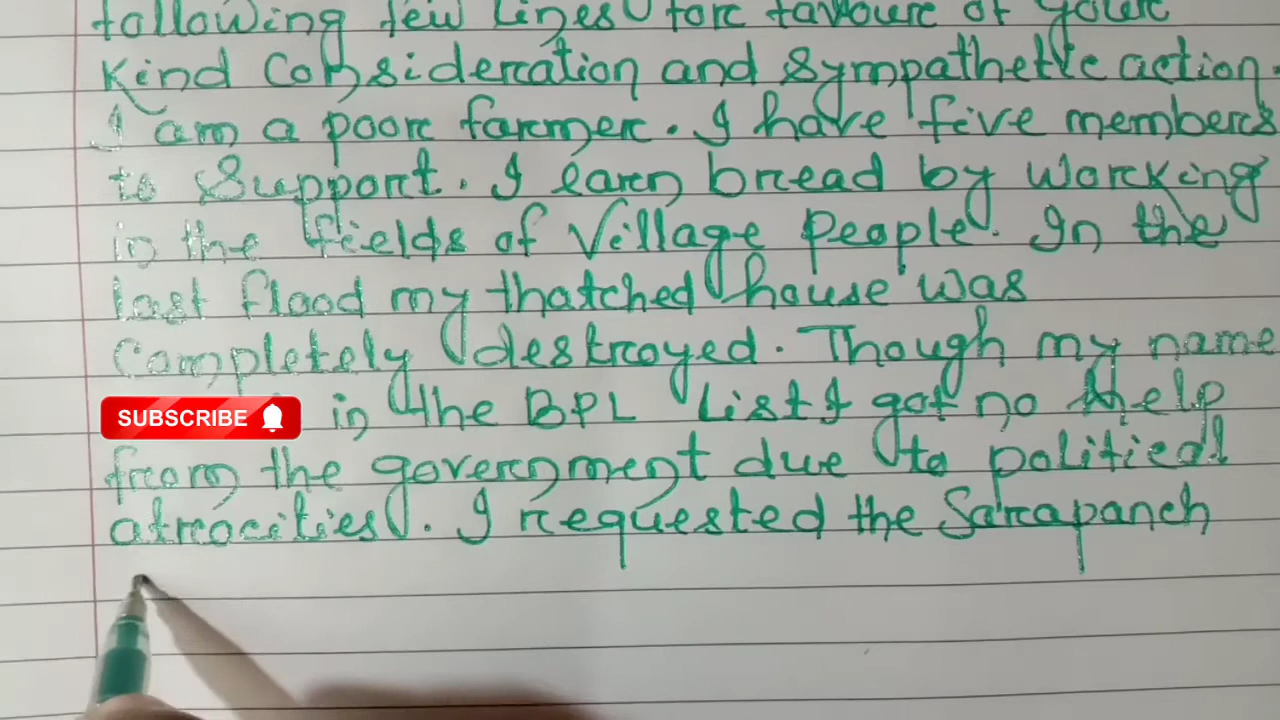 following few lines for favour of your
kind consideration and sympathetic action.
I am a poor farmer. I have five members
to support. I earn bread by working
in the fields of village people. In the
last flood my thatched house was
completely destroyed. Though my name
SUBSCRIBE in the BPL list I got no help
from the government due to political
atrocities. I requested the Sarapanch